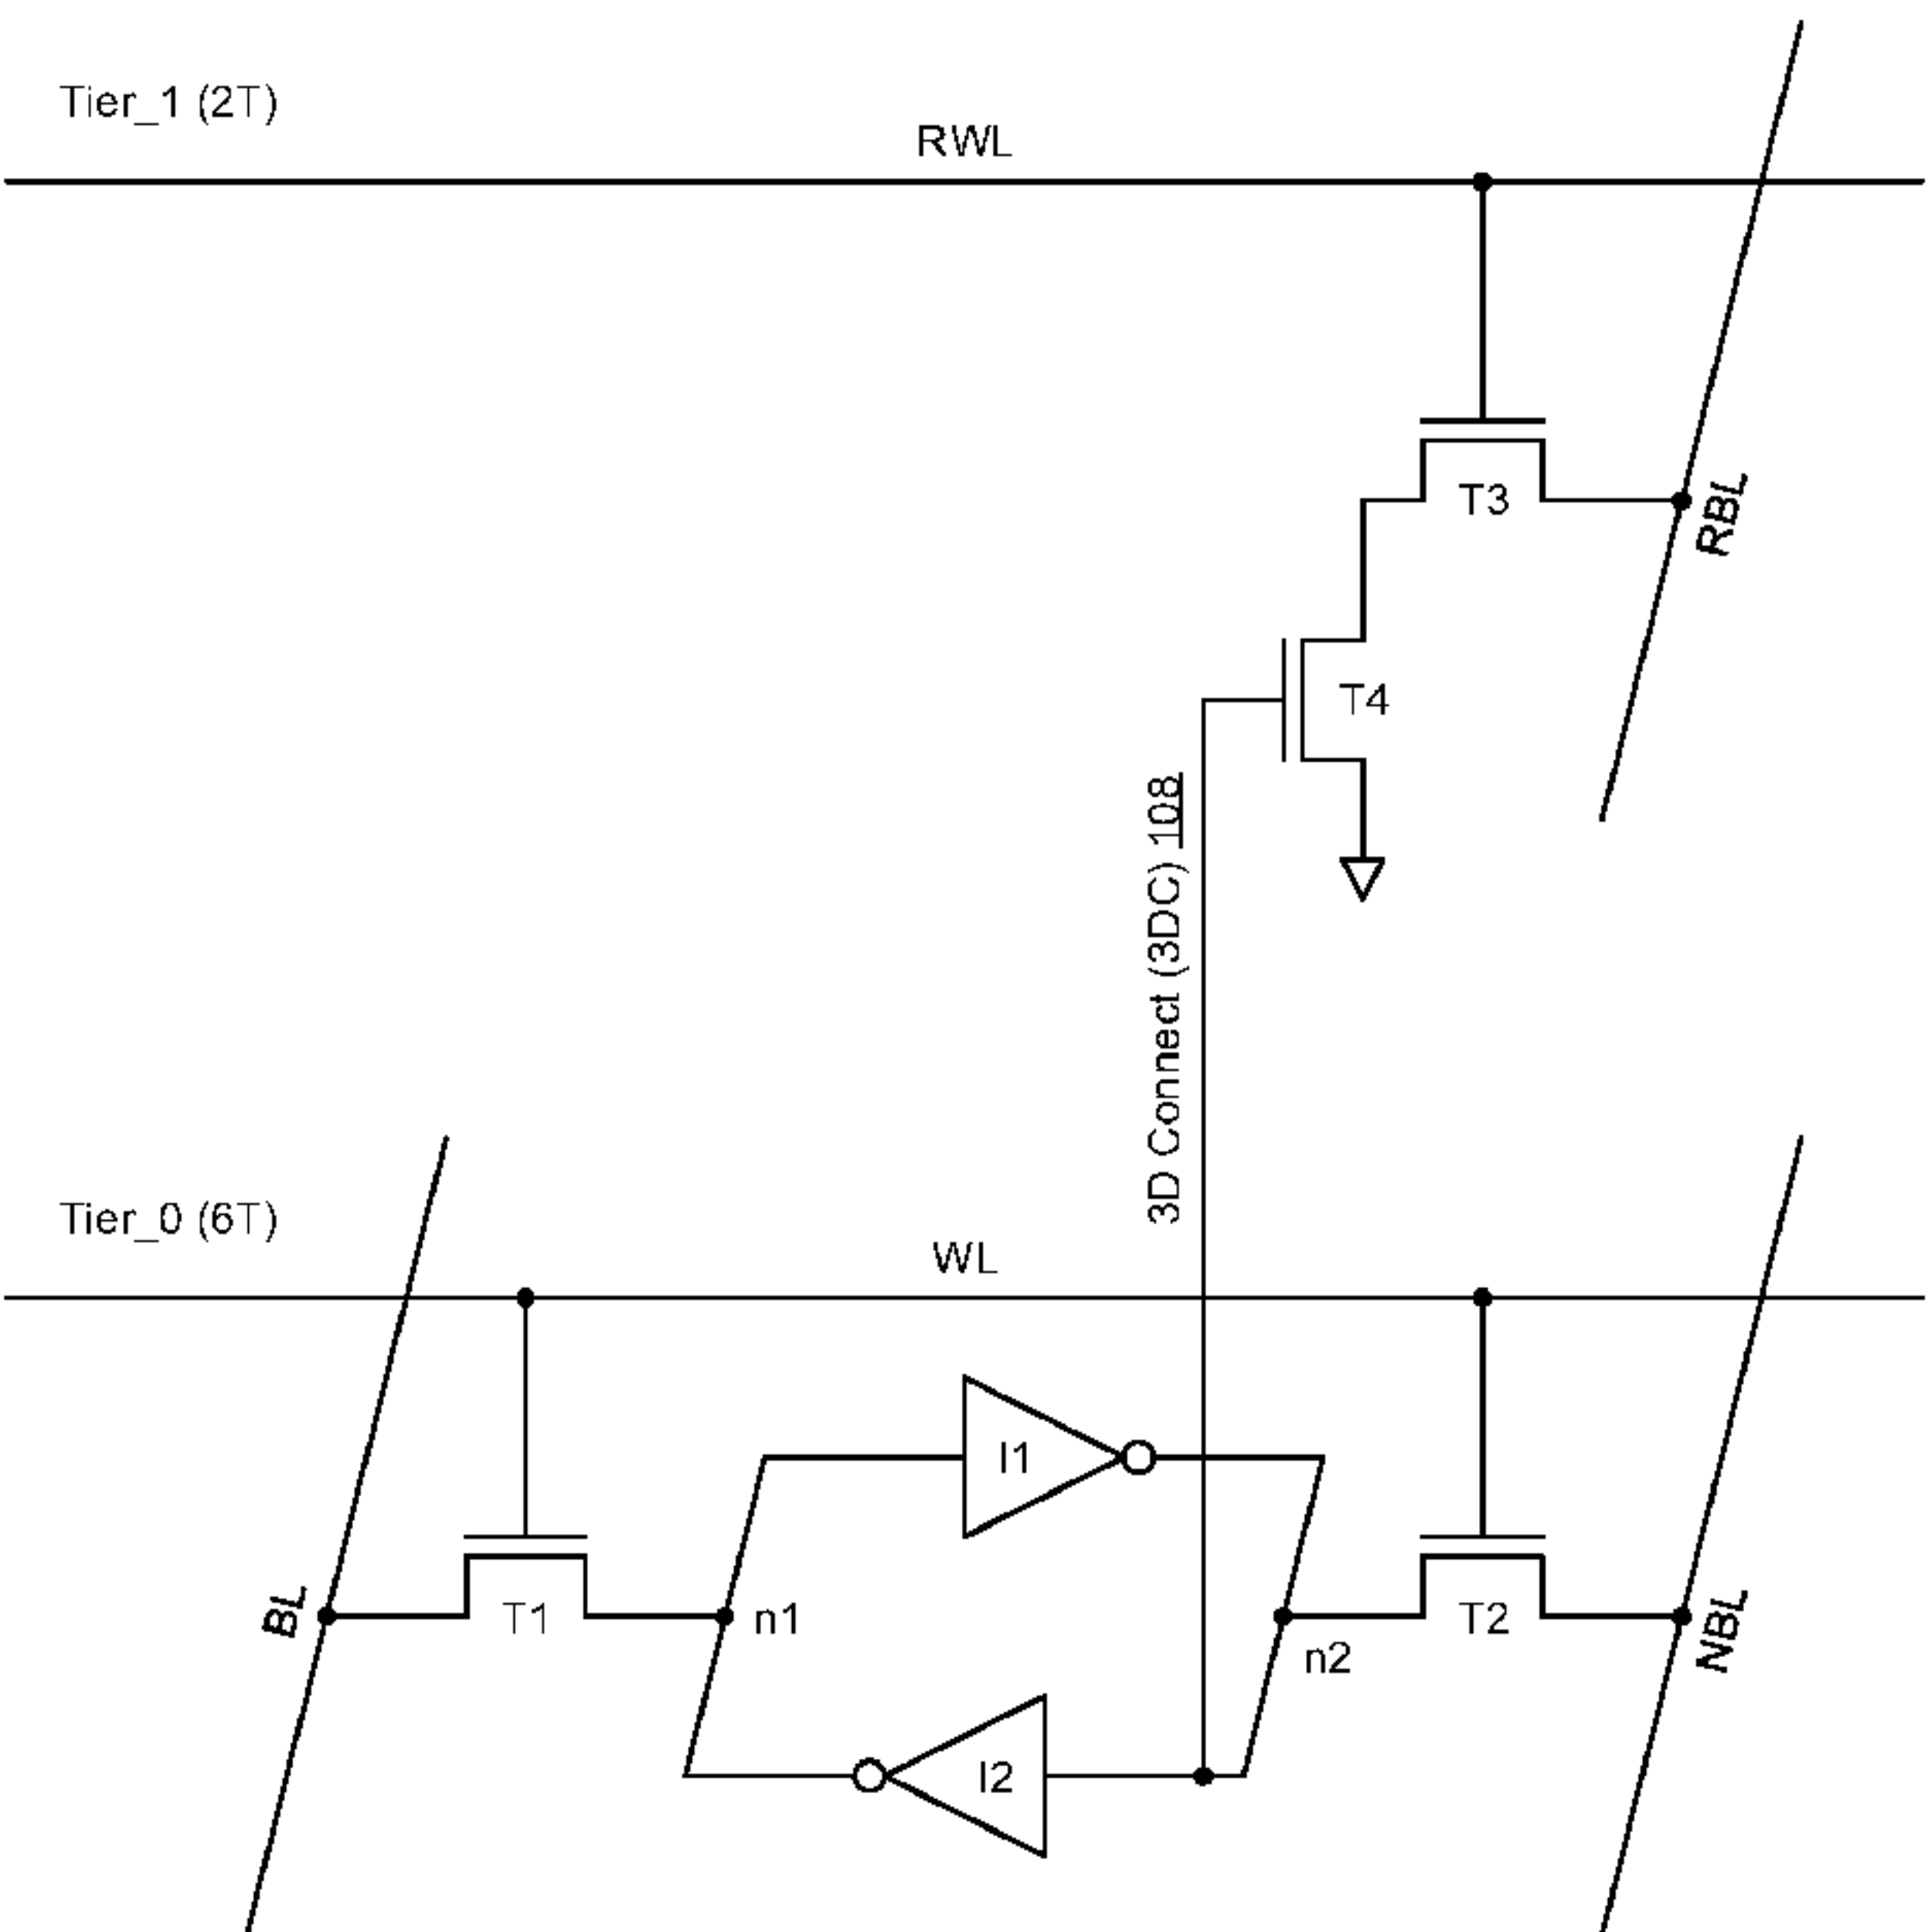 Tier_1 (2T)
RWL
T3
RBL
T4
3D Connect (3DC) 108
Tier_0 (6T)
WL
I1
BL
T1
n1
T2
NBL
n2
I2